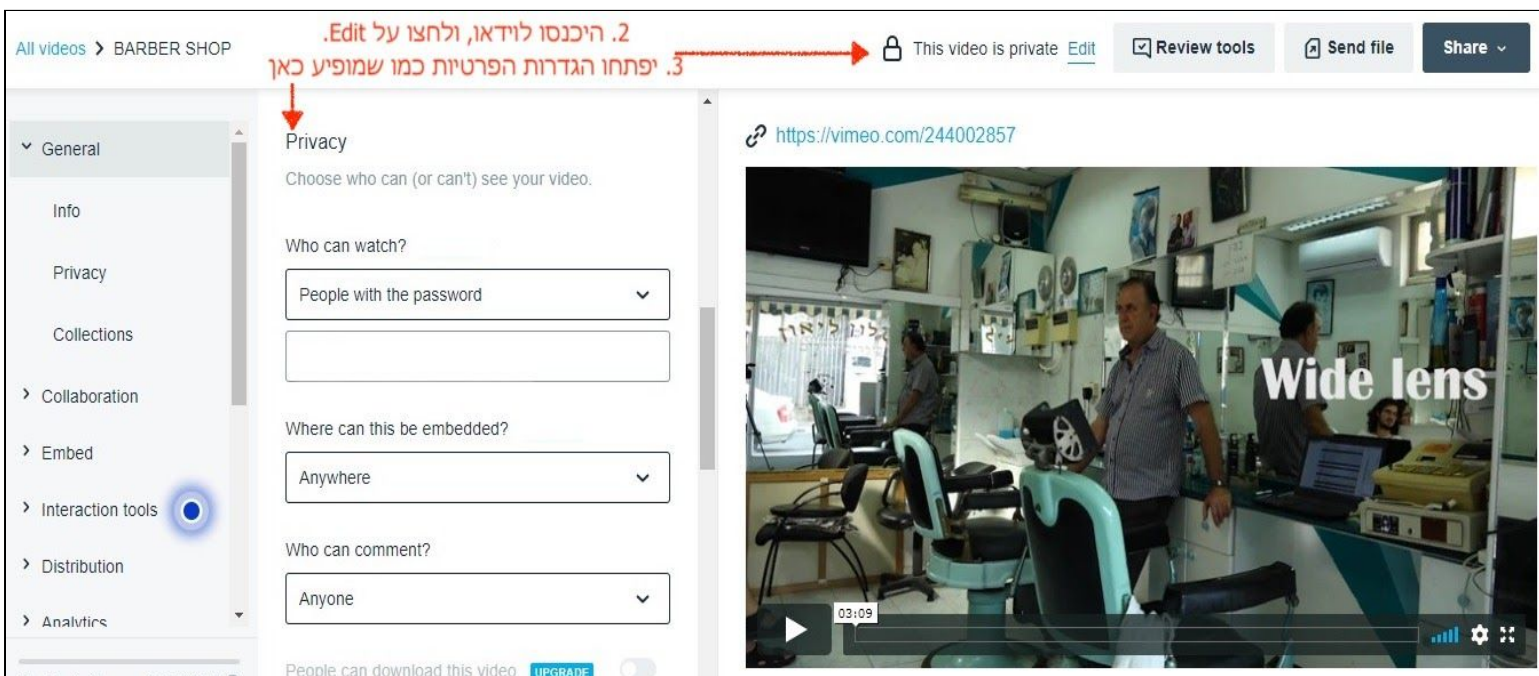 All videos > BARBER SHOP
2. היכנסו לוידאו, ולחצו על Edit.
3. יפתחו הגדרות הפרטיות כמו שמופיע כאן
This video is private Edit
Review tools
Send file
Share
General
Info
Privacy
Collections
Collaboration
Embed
Interaction tools
Distribution
Analytics
Privacy
Choose who can (or can't) see your video.
Who can watch?
People with the password
Where can this be embedded?
Anywhere
Who can comment?
Anyone
People can download this video UPGRADE
https://vimeo.com/244002857
Wide lens
03:09